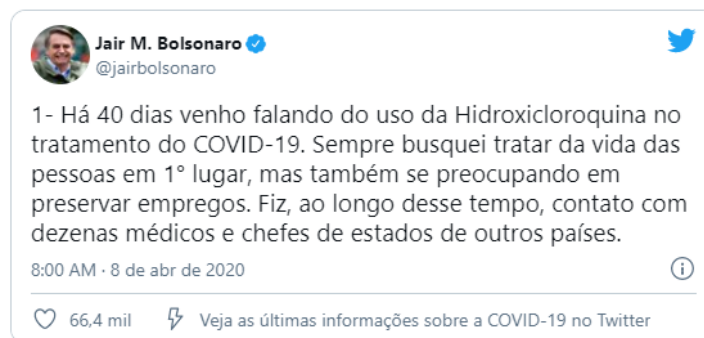 Jair M. Bolsonaro
@jairbolsonaro
1- Há 40 dias venho falando do uso da Hidroxicloroquina no
tratamento do COVID-19. Sempre busquei tratar da vida das
pessoas em 1° lugar, mas também se preocupando em
preservar empregos. Fiz, ao longo desse tempo, contato com
dezenas médicos e chefes de estados de outros países.
8:00 AM · 8 de abr de 2020
66,4 mil Veja as últimas informações sobre a COVID-19 no Twitter